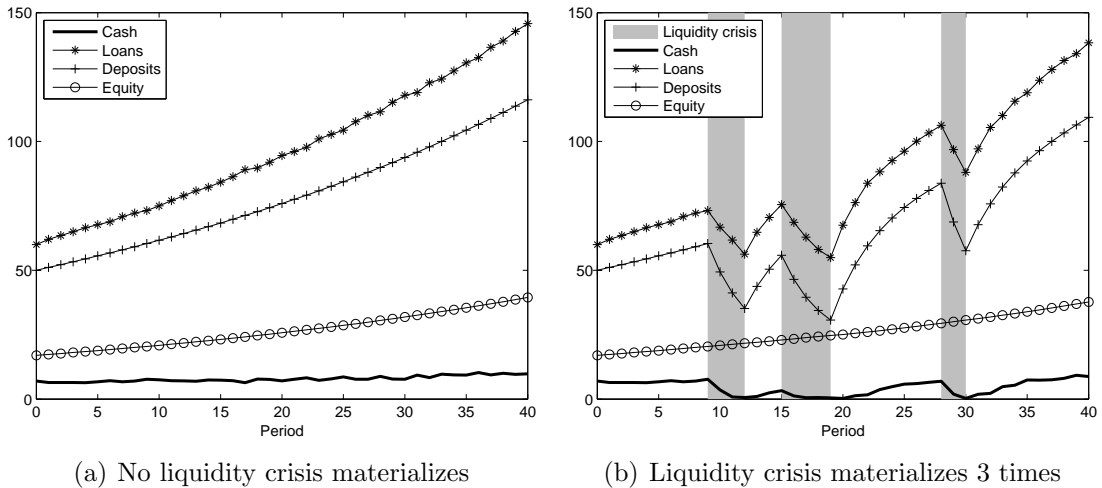 150
100
50
0
0 5 10 15 20 25 30 35 40
Period
Cash
Loans
Deposits
Equity
(a) No liquidity crisis materializes
150
100
50
0
0 5 10 15 20 25 30 35 40
Period
Liquidity crisis
Cash
Loans
Deposits
Equity
(b) Liquidity crisis materializes 3 times